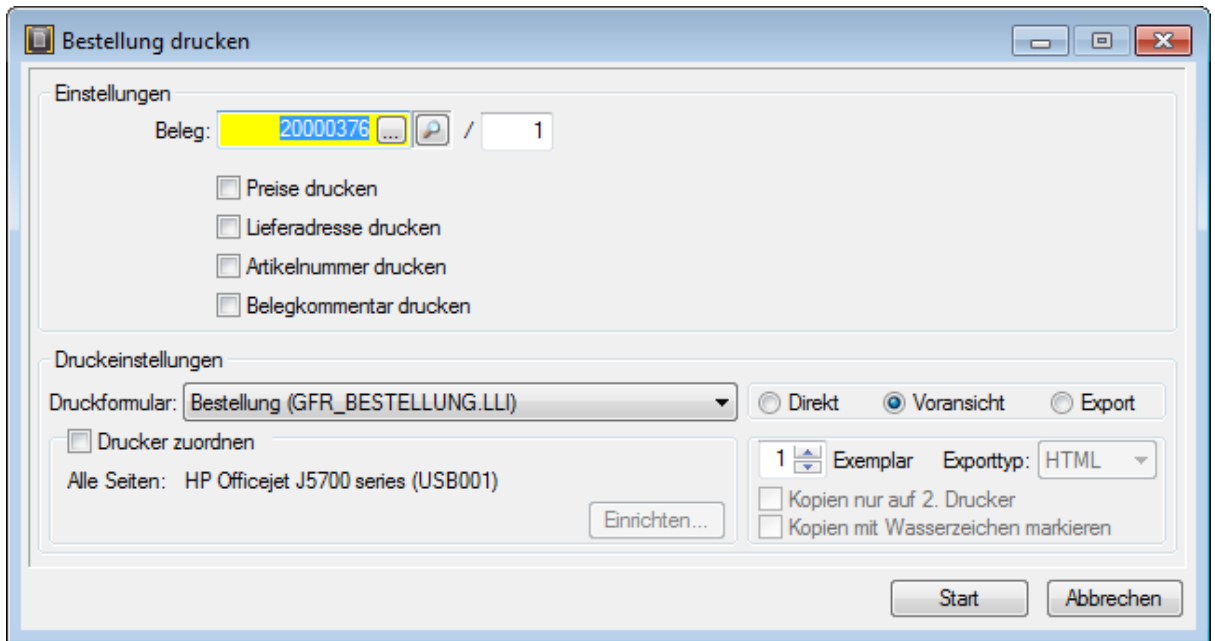 Bestellung drucken
Einstellungen
Beleg: 20000376 ... / 1
Preise drucken
Lieferadresse drucken
Artikelnummer drucken
Belegkommentar drucken
Druckeinstellungen
Druckformular: Bestellung (GFR_BESTELLUNG.LLI) Direkt Voransicht Export
Drucker zuordnen
Alle Seiten: HP Officejet J5700 series (USB001)
Einrichten...
1 Exemplar Exporttyp: HTML
Kopien nur auf 2. Drucker
Kopien mit Wasserzeichen markieren
Start Abbrechen